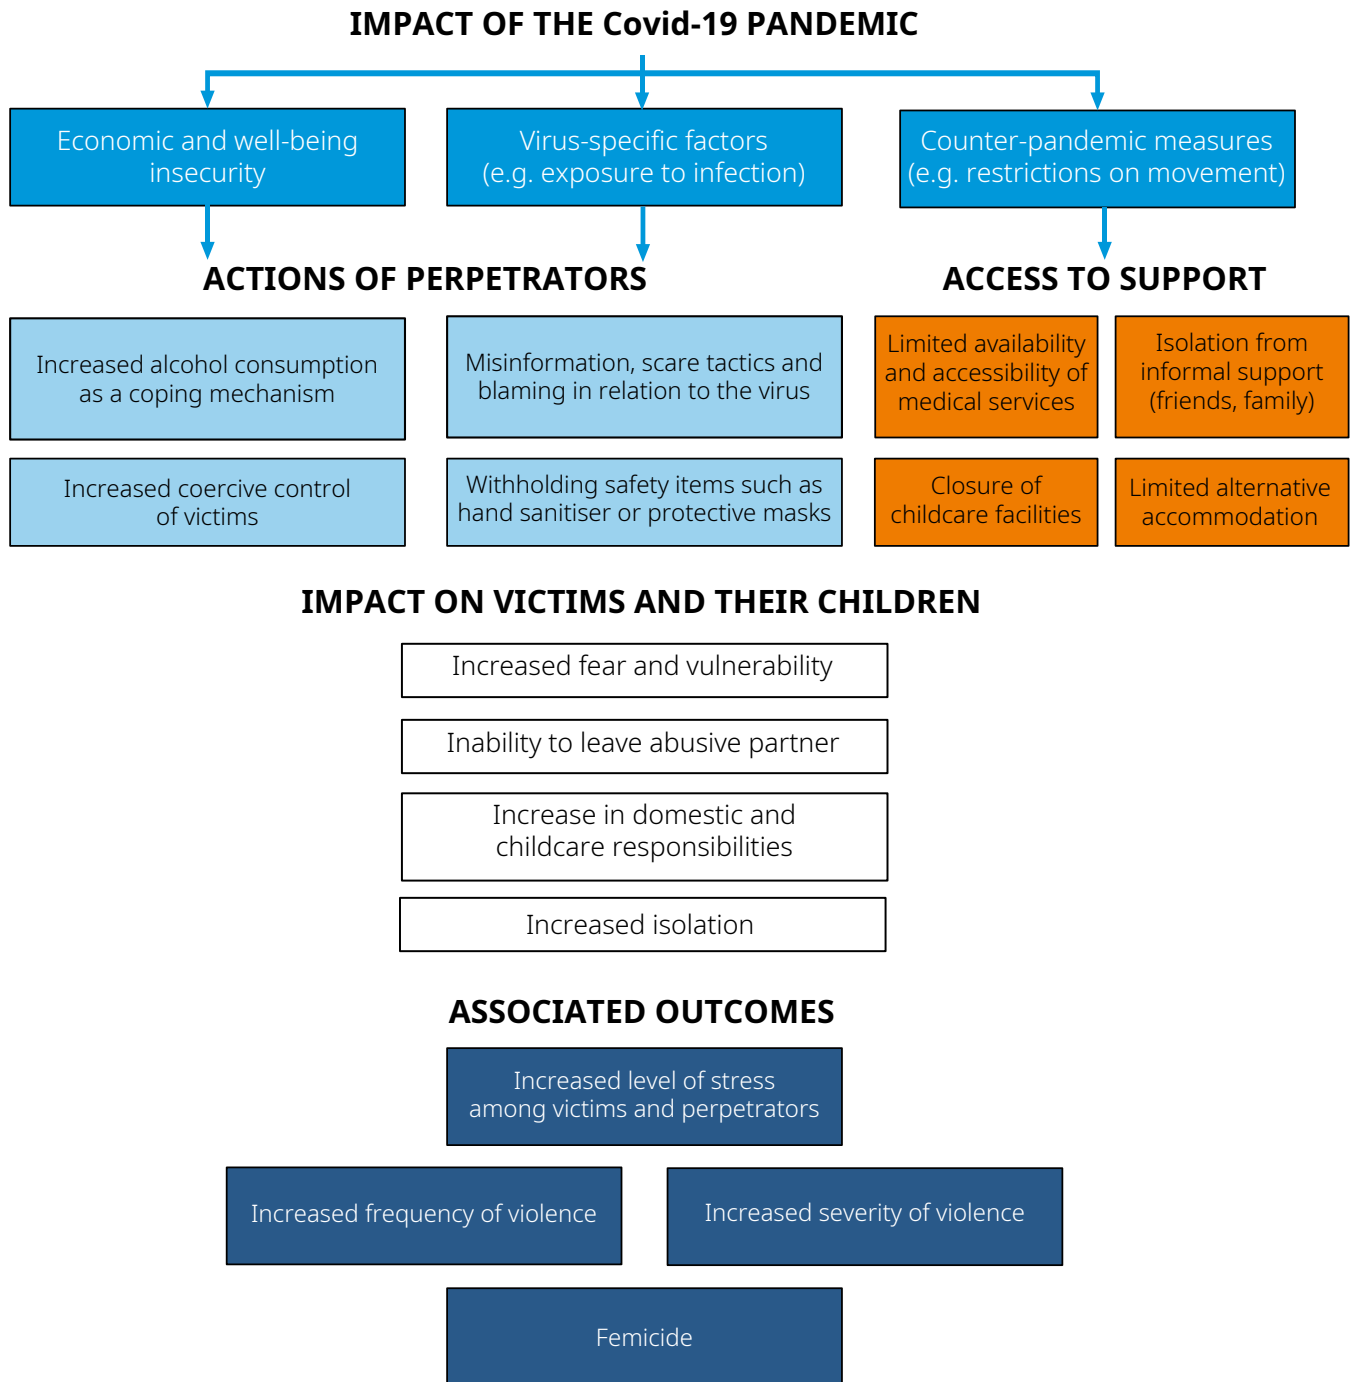 IMPACT OF THE Covid-19 PANDEMIC
Economic and well-being
insecurity
Virus-specific factors
(e.g. exposure to infection)
Counter-pandemic measures
(e.g. restrictions on movement)
ACTIONS OF PERPETRATORS
ACCESS TO SUPPORT
Increased alcohol consumption
as a coping mechanism
Misinformation, scare tactics and
blaming in relation to the virus
Limited availability
and accessibility of
medical services
Isolation from
informal support
(friends, family)
Increased coercive control
of victims
Withholding safety items such as
hand sanitiser or protective masks
Closure of
childcare facilities
Limited alternative
accommodation
IMPACT ON VICTIMS AND THEIR CHILDREN
Increased fear and vulnerability
Inability to leave abusive partner
Increase in domestic and
childcare responsibilities
Increased isolation
ASSOCIATED OUTCOMES
Increased level of stress
among victims and perpetrators
Increased frequency of violence
Increased severity of violence
Femicide